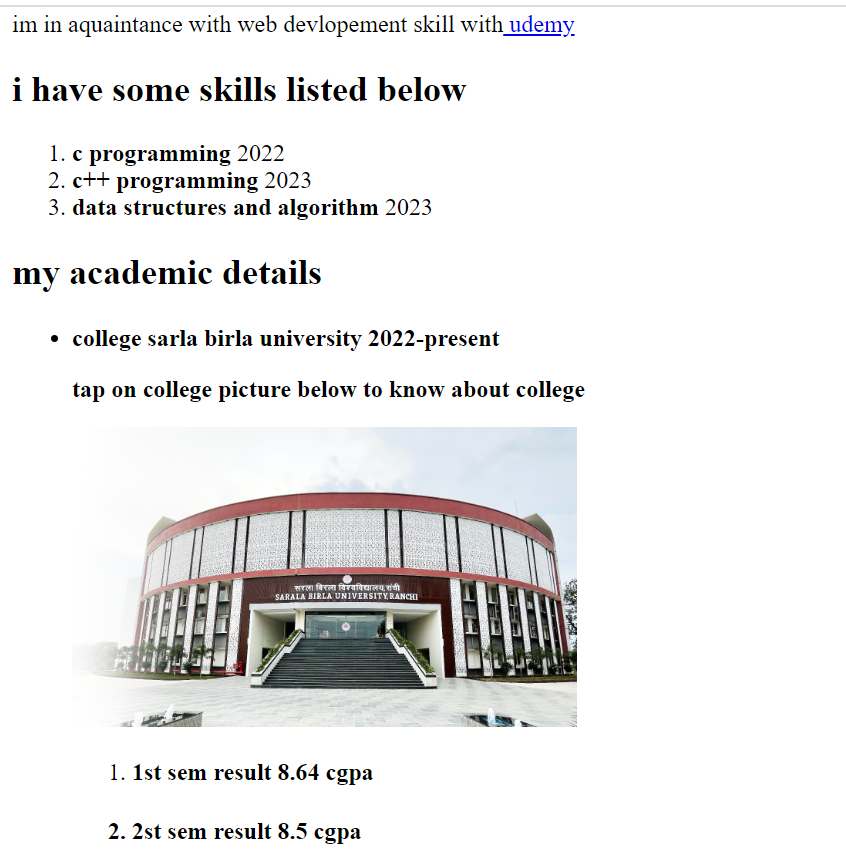 im in aquaintance with web devlopement skill with udemy
i have some skills listed below
1. c programming 2022
2. c++ programming 2023
3. data structures and algorithm 2023
my academic details
• college sarla birla university 2022-present
tap on college picture below to know about college
सरला बिरला विश्वविद्यालय, रांची
SARALA BIRLA UNIVERSITY, RANCHI
1. 1st sem result 8.64 cgpa
2. 2st sem result 8.5 cgpa